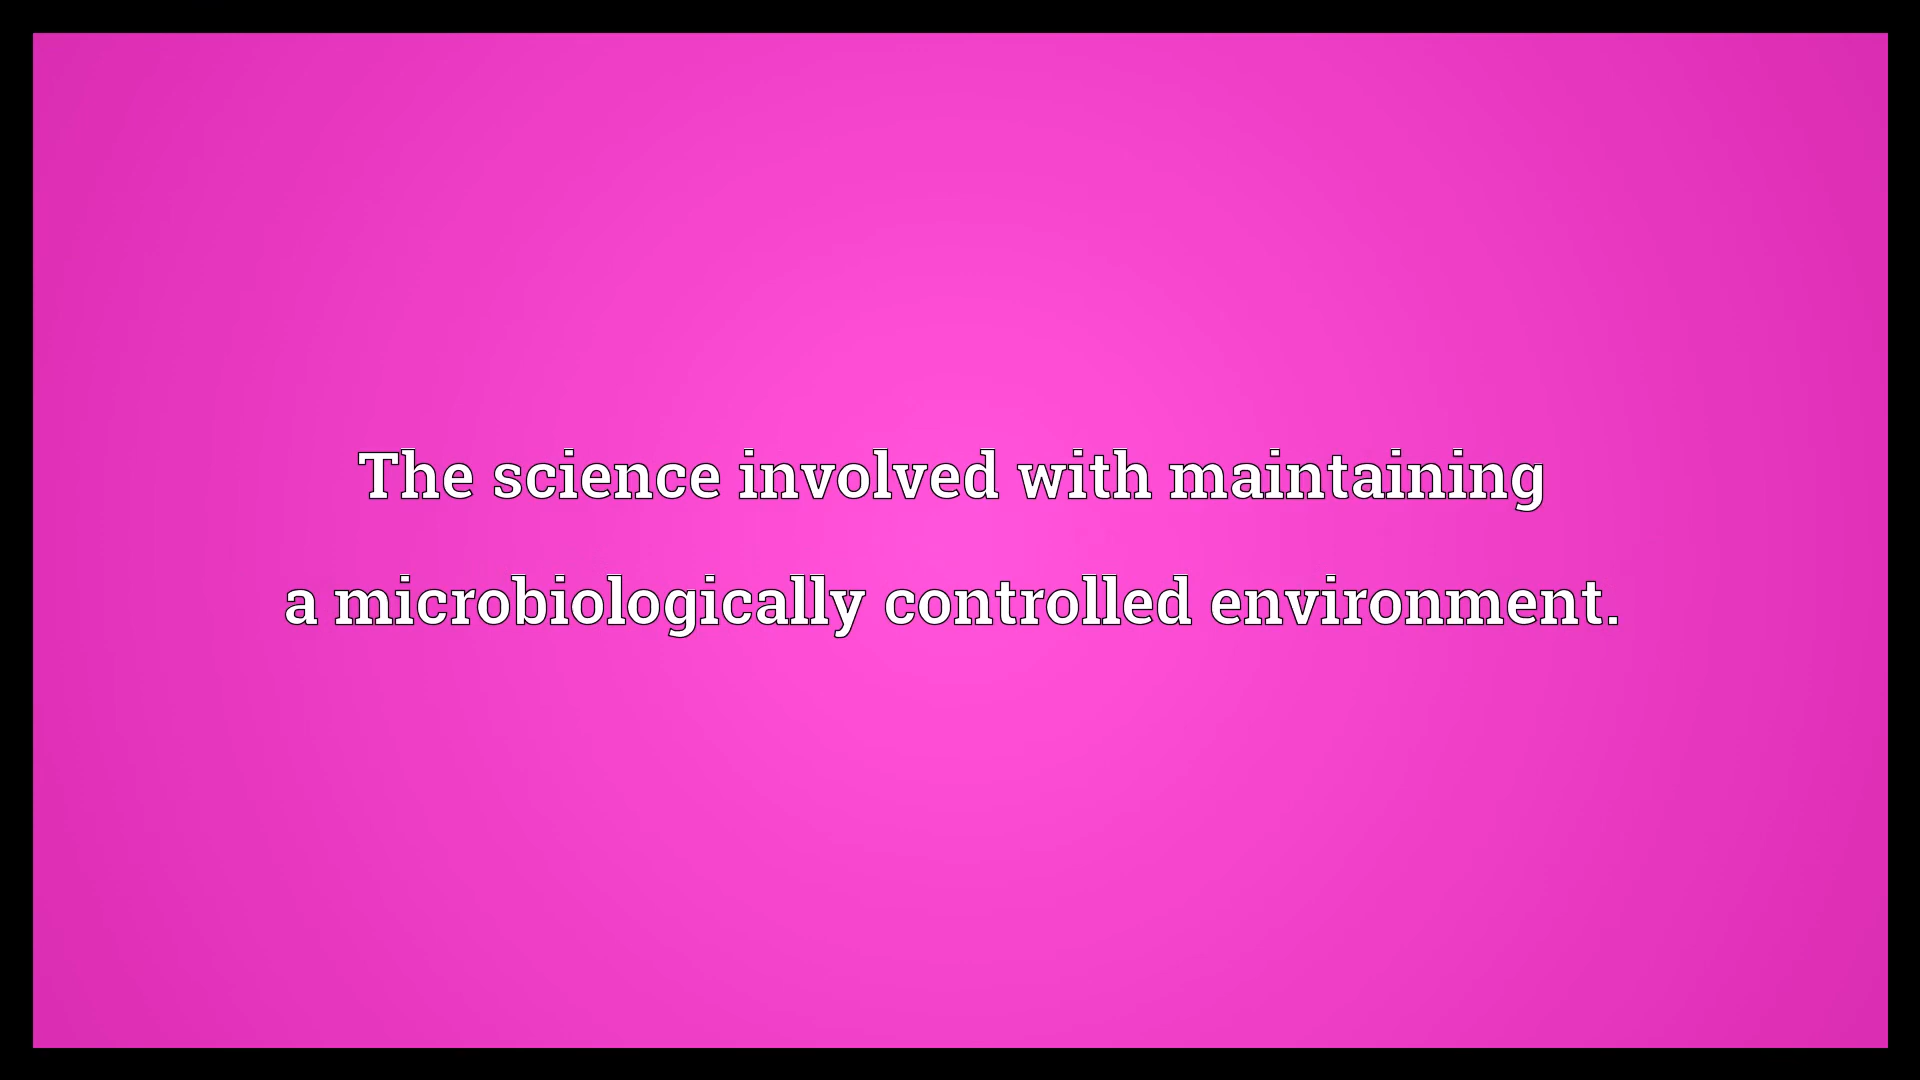 The science involved with maintaining
a microbiologically controlled environment.